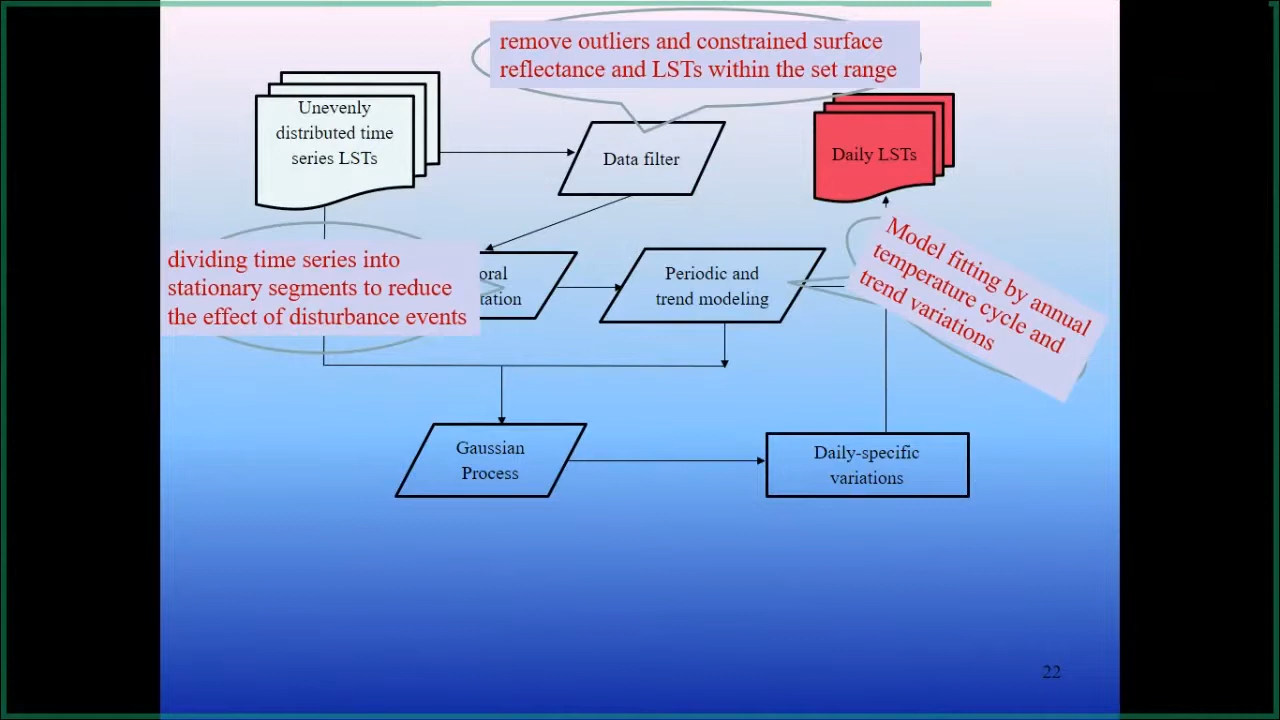 remove outliers and constrained surface
reflectance and LSTs within the set range
Unevenly
distributed time
series LSTs
Data filter
Daily LSTs
dividing time series into
stationary segments to reduce
the effect of disturbance events
Periodic and
trend modeling
Model fitting by annual
temperature cycle and
trend variations
Gaussian
Process
Daily-specific
variations
22